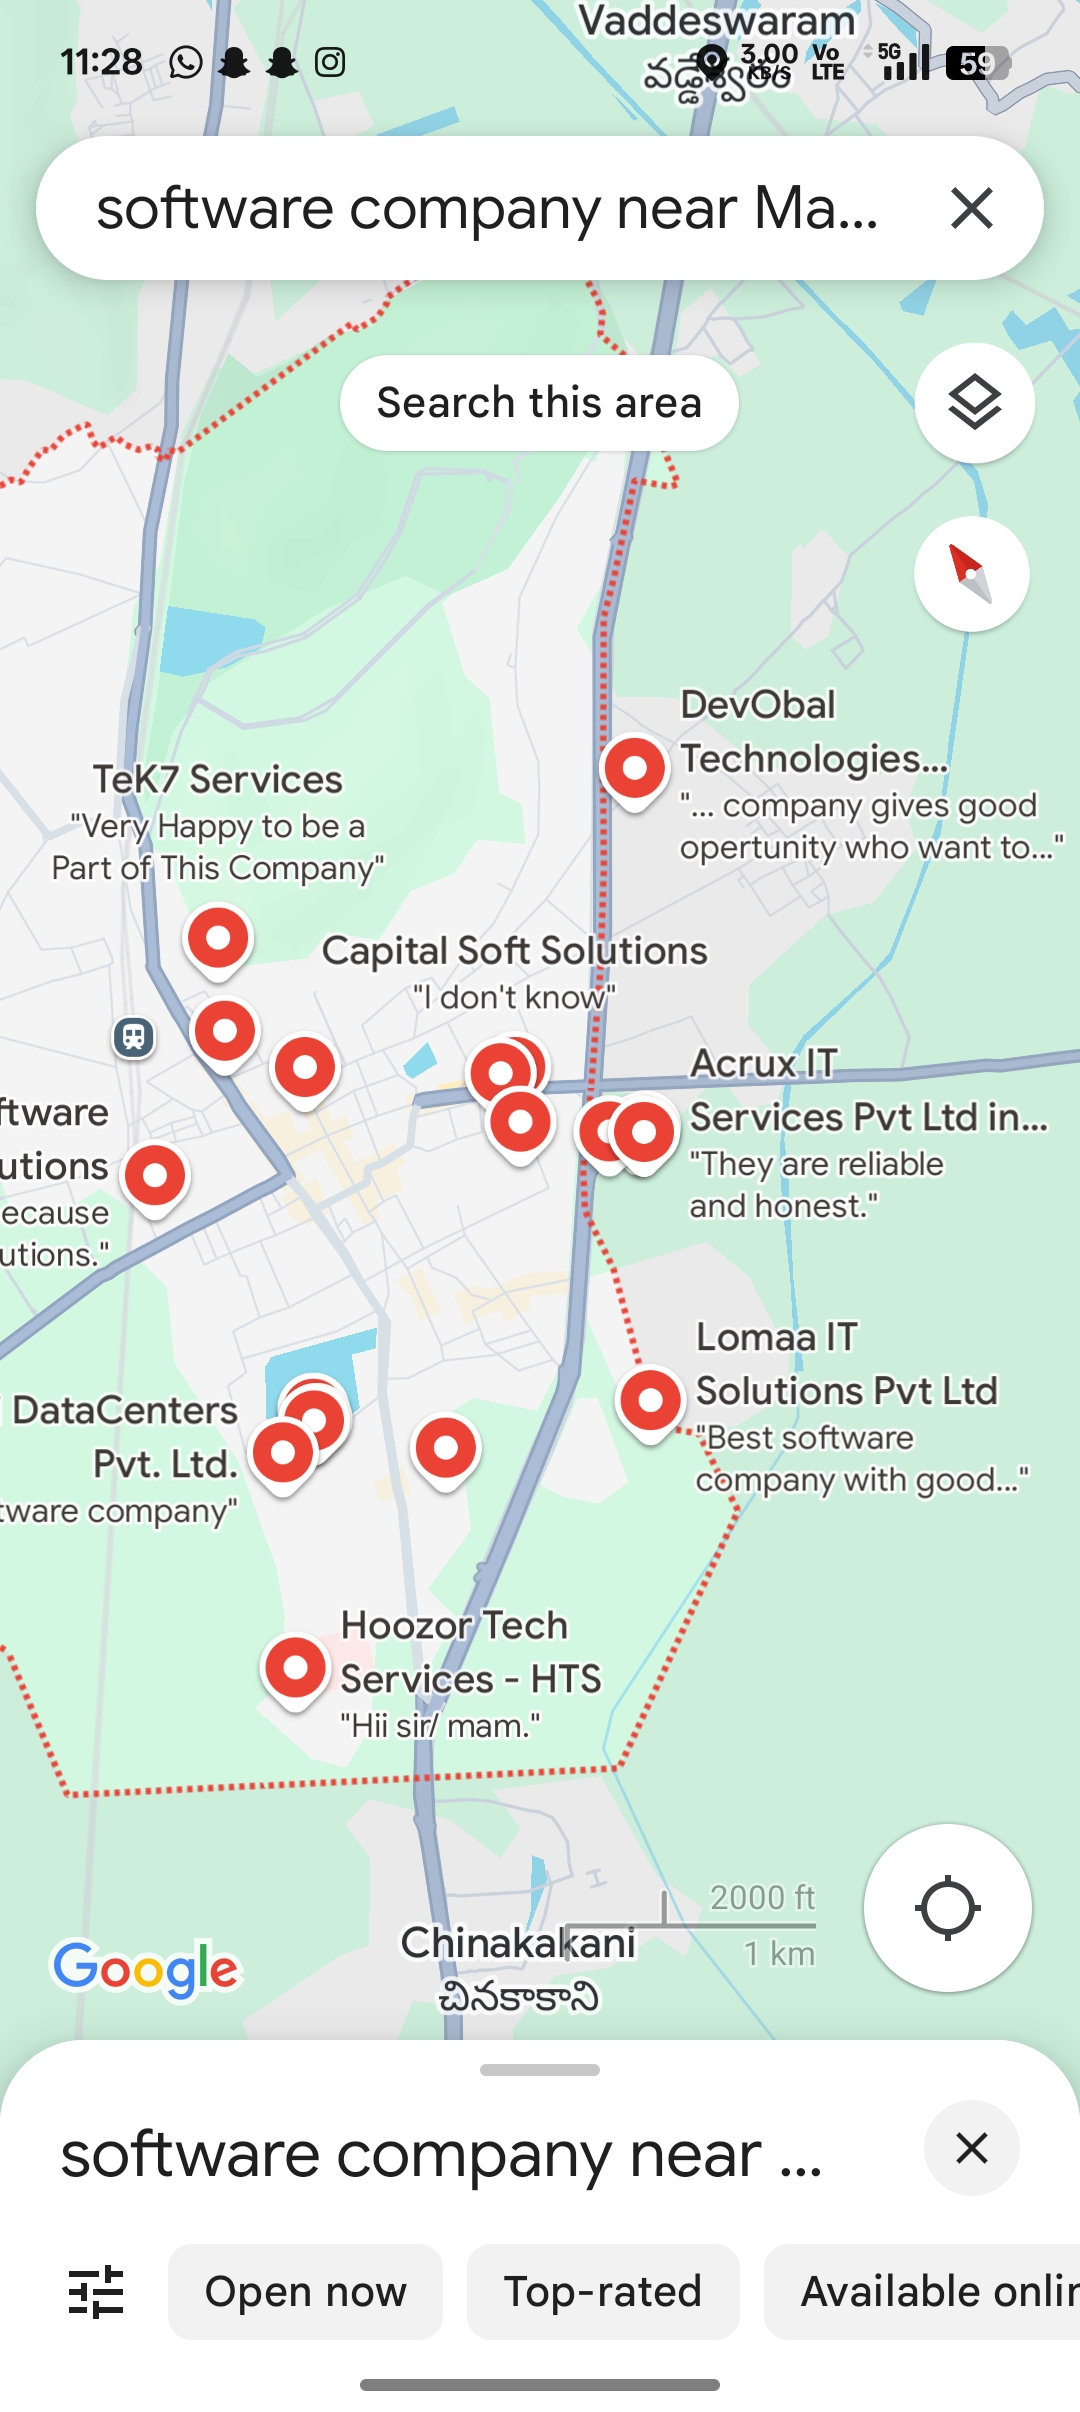 Vaddeswaram
వడ్డేశ్వరం
11:28
3.00 KB/S
Vo LTE
5G
59
software company near Ma...
Search this area
DevObal
Technologies...
"... company gives good
opertunity who want to..."
TeK7 Services
"Very Happy to be a
Part of This Company"
Capital Soft Solutions
"I don't know"
Acrux IT
Services Pvt Ltd in...
"They are reliable
and honest."
ftware
utions
ecause
utions."
Lomaa IT
Solutions Pvt Ltd
"Best software
company with good..."
DataCenters
Pvt. Ltd.
tware company"
Hoozor Tech
Services - HTS
"Hii sir/ mam."
2000 ft
1 km
Chinakakani
చినకాకాని
Google
software company near ...
Open now
Top-rated
Available onlin